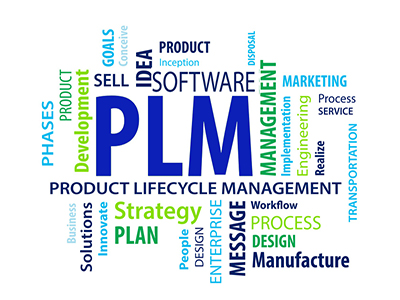 PHASES
PRODUCT
Development
GOALS
Conceive
SELL
IDEA
PRODUCT
Inception
SOFTWARE
DISPOSAL
MANAGEMENT
MARKETING
Implementation
Engineering
Process
SERVICE
Realize
TRANSPORTATION
PLM
PRODUCT LIFECYCLE MANAGEMENT
Business
Solutions
Innovate
Strategy
PLAN
People
DESIGN
ENTERPRISE
MESSAGE
Workflow
PROCESS
DESIGN
Manufacture